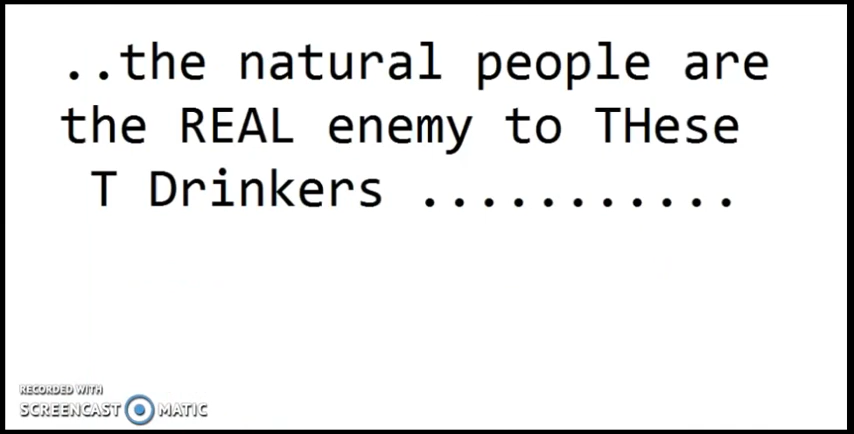 ..the natural people are
the REAL enemy to THese
T Drinkers ...........
RECORDED WITH
SCREENCAST MATIC